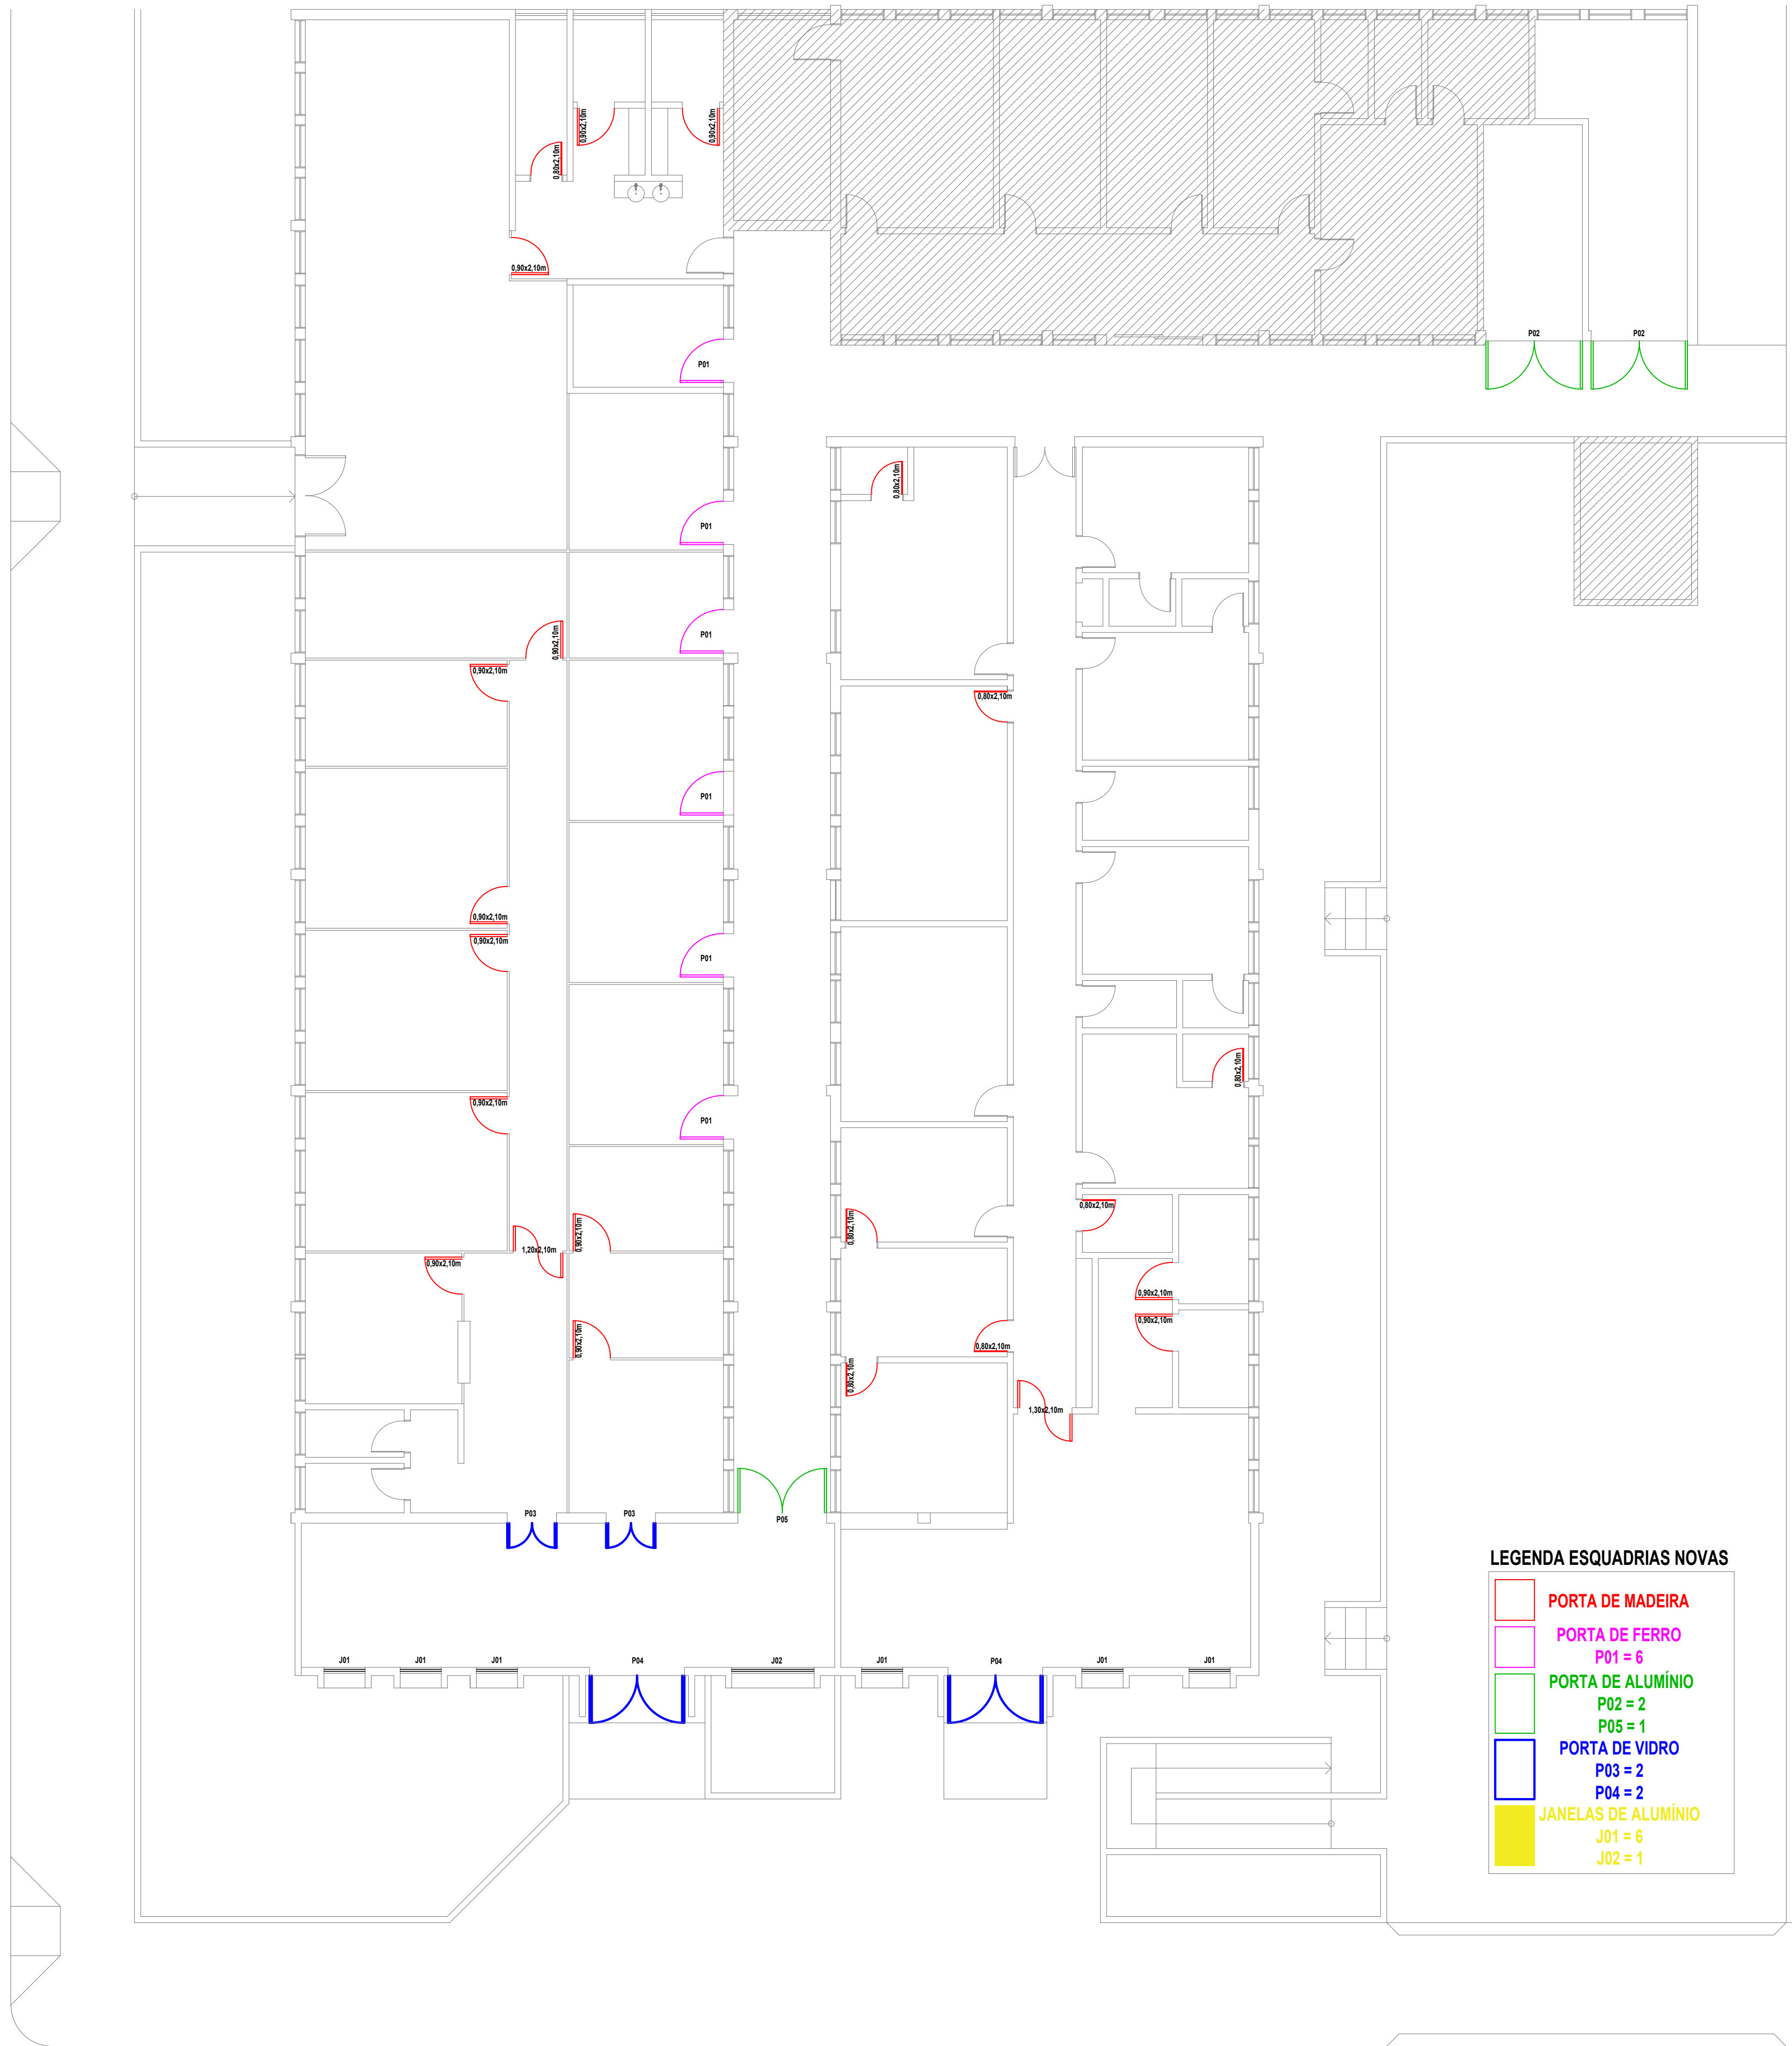 0,90x2,10m
0,90x2,10m
0,80x2,10m
0,90x2,10m
P02
P02
P01
0,80x2,10m
P01
P01
0,90x2,10m
0,90x2,10m
0,80x2,10m
P01
0,90x2,10m
0,90x2,10m
P01
0,80x2,10m
0,90x2,10m
P01
0,80x2,10m
0,80x2,10m
0,90x2,10m
1,20x2,10m
0,90x2,10m
0,90x2,10m
0,90x2,10m
0,90x2,10m
0,80x2,10m
0,80x2,10m
1,30x2,10m
P03
P03
P05
J01
J01
J01
P04
J02
J01
P04
J01
J01
LEGENDA ESQUADRIAS NOVAS
PORTA DE MADEIRA
PORTA DE FERRO
P01 = 6
PORTA DE ALUMÍNIO
P02 = 2
P05 = 1
PORTA DE VIDRO
P03 = 2
P04 = 2
JANELAS DE ALUMÍNIO
J01 = 6
J02 = 1